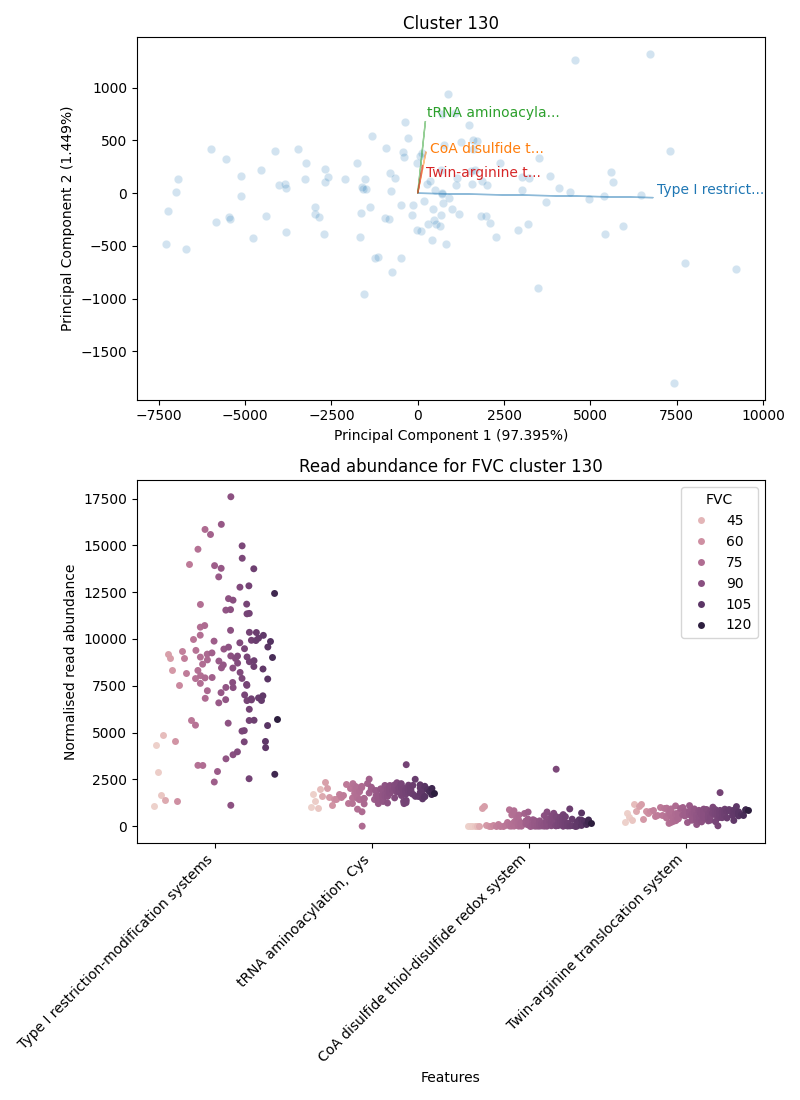 Cluster 130
1000
500
0
−500
−1000
−1500
Principal Component 2 (1.449%)
tRNA aminoacyla...
CoA disulfide t...
Twin-arginine t...
Type I restrict...
−7500
−5000
−2500
0
2500
5000
7500
10000
Principal Component 1 (97.395%)
Read abundance for FVC cluster 130
17500
15000
12500
10000
7500
5000
2500
0
Normalised read abundance
FVC
45
60
75
90
105
120
Type I restriction-modification systems
tRNA aminoacylation, Cys
CoA disulfide thiol-disulfide redox system
Twin-arginine translocation system
Features